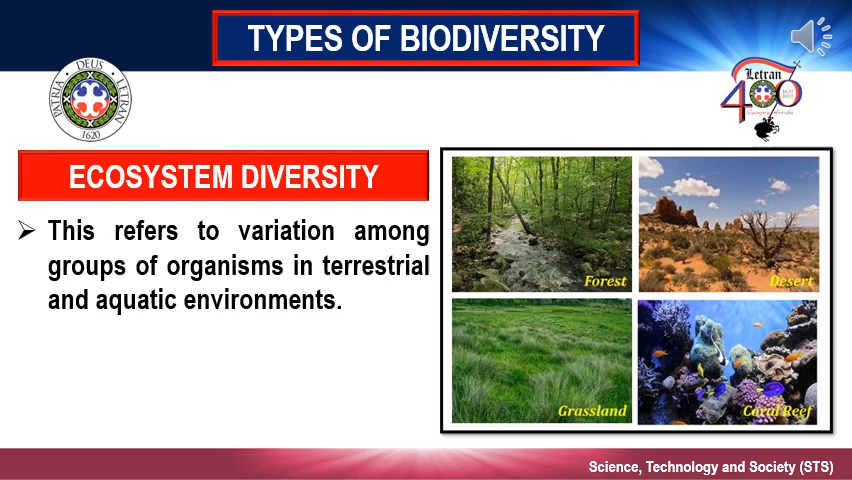 TYPES OF BIODIVERSITY
DEUS
PATRIA
LETRAN
1620
Letran
400
ECOSYSTEM DIVERSITY
This refers to variation among
groups of organisms in terrestrial
and aquatic environments.
Forest
Desert
Grassland
Coral Reef
Science, Technology and Society (STS)